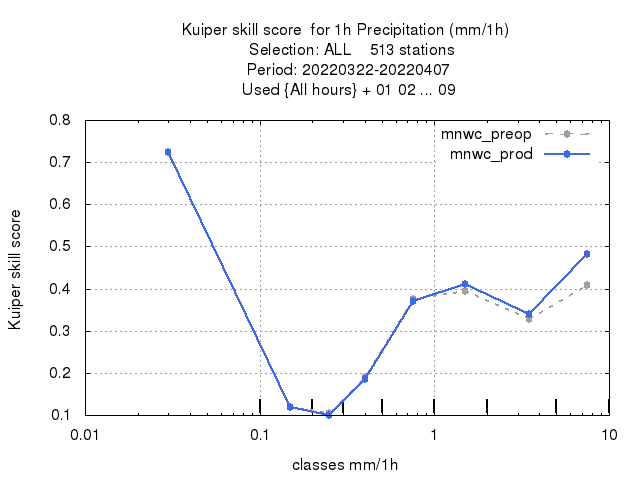 Kuiper skill score  for 1h Precipitation (mm/1h)
Selection: ALL    513 stations
Period: 20220322-20220407
Used {All hours} + 01 02 ... 09
mnwc_preop
mnwc_prod
0.8
0.7
0.6
0.5
0.4
0.3
0.2
0.1
Kuiper skill score
0.01 0.1 1 10
classes mm/1h